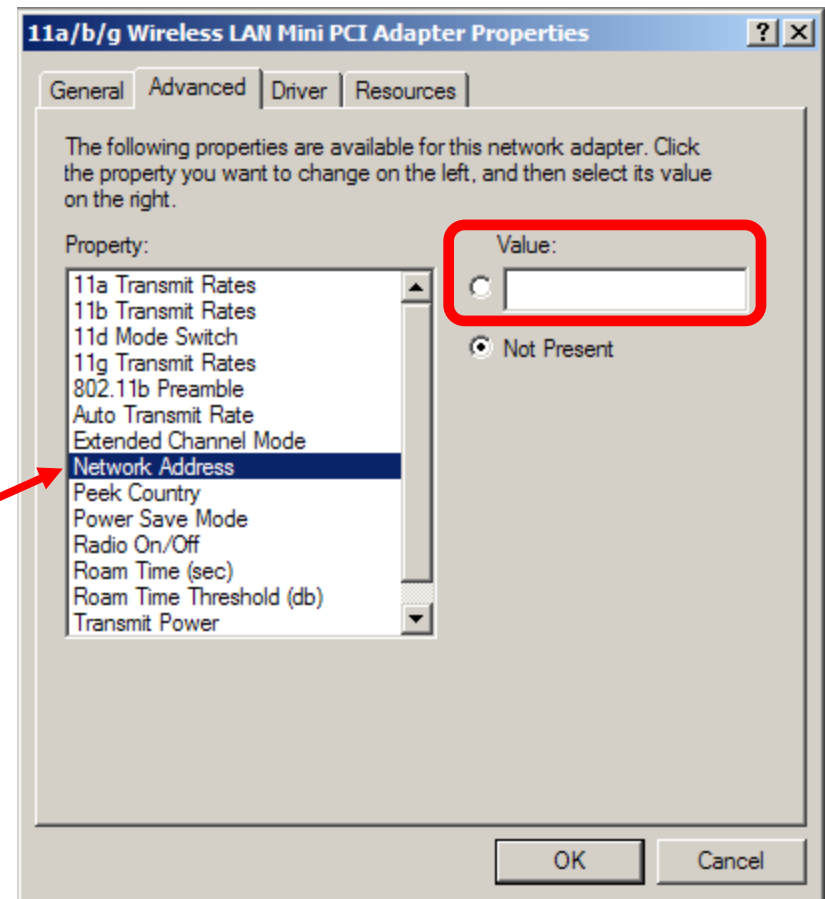 11a/b/g Wireless LAN Mini PCI Adapter Properties
General Advanced Driver Resources
The following properties are available for this network adapter. Click
the property you want to change on the left, and then select its value
on the right.
Property:
Value:
11a Transmit Rates
11b Transmit Rates
11d Mode Switch
11g Transmit Rates
802.11b Preamble
Auto Transmit Rate
Extended Channel Mode
Network Address
Peek Country
Power Save Mode
Radio On/Off
Roam Time (sec)
Roam Time Threshold (db)
Transmit Power
Not Present
OK Cancel